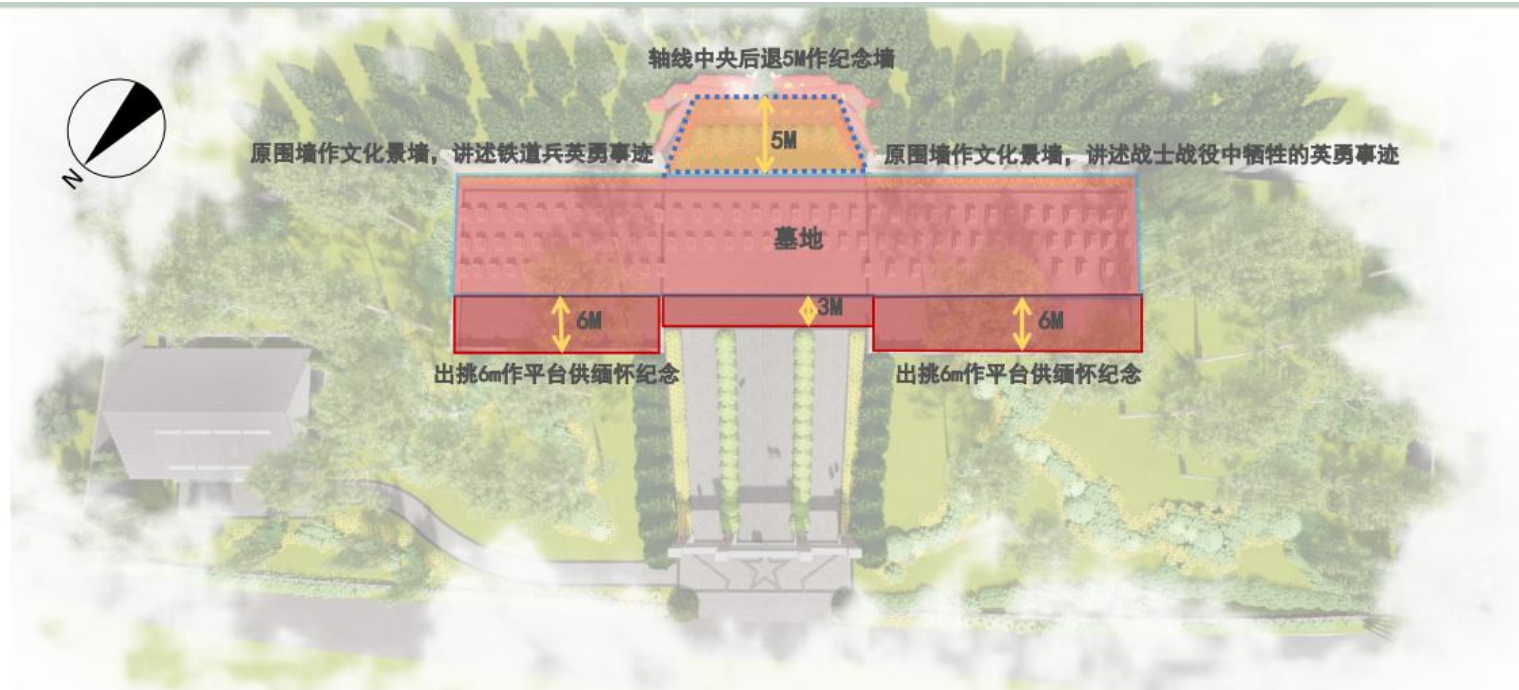 轴线中央后退5M作纪念墙
5M
原围墙作文化景墙，讲述铁道兵英勇事迹
原围墙作文化景墙，讲述战士战役中牺牲的英勇事迹
N
墓地
6M
3M
6M
出挑6m作平台供缅怀纪念
出挑6m作平台供缅怀纪念